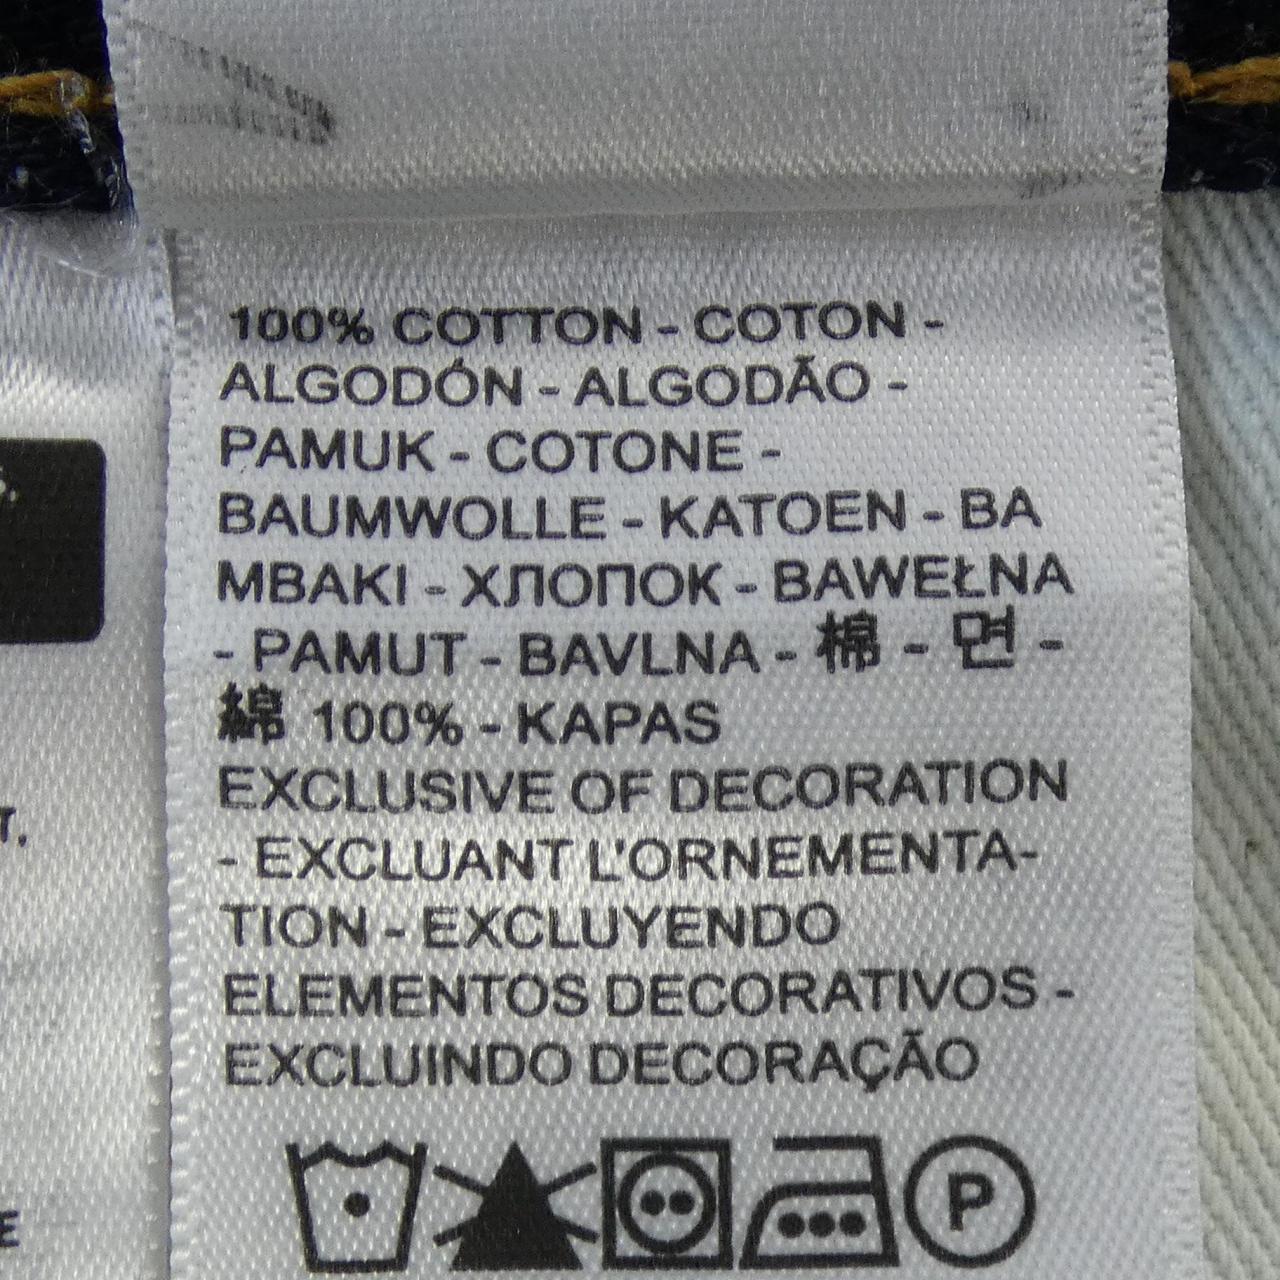 100% COTTON - COTON -
ALGODÓN - ALGODÃO -
PAMUK - COTONE -
BAUMWOLLE - KATOEN - BA
MBAKI - ХЛОПОК - BAWEŁNA
- PAMUT - BAVLNA - 棉 - 면 -
綿 100% - KAPAS
EXCLUSIVE OF DECORATION
- EXCLUANT L'ORNEMENTA-
TION - EXCLUYENDO
ELEMENTOS DECORATIVOS -
EXCLUINDO DECORAÇÃO
P